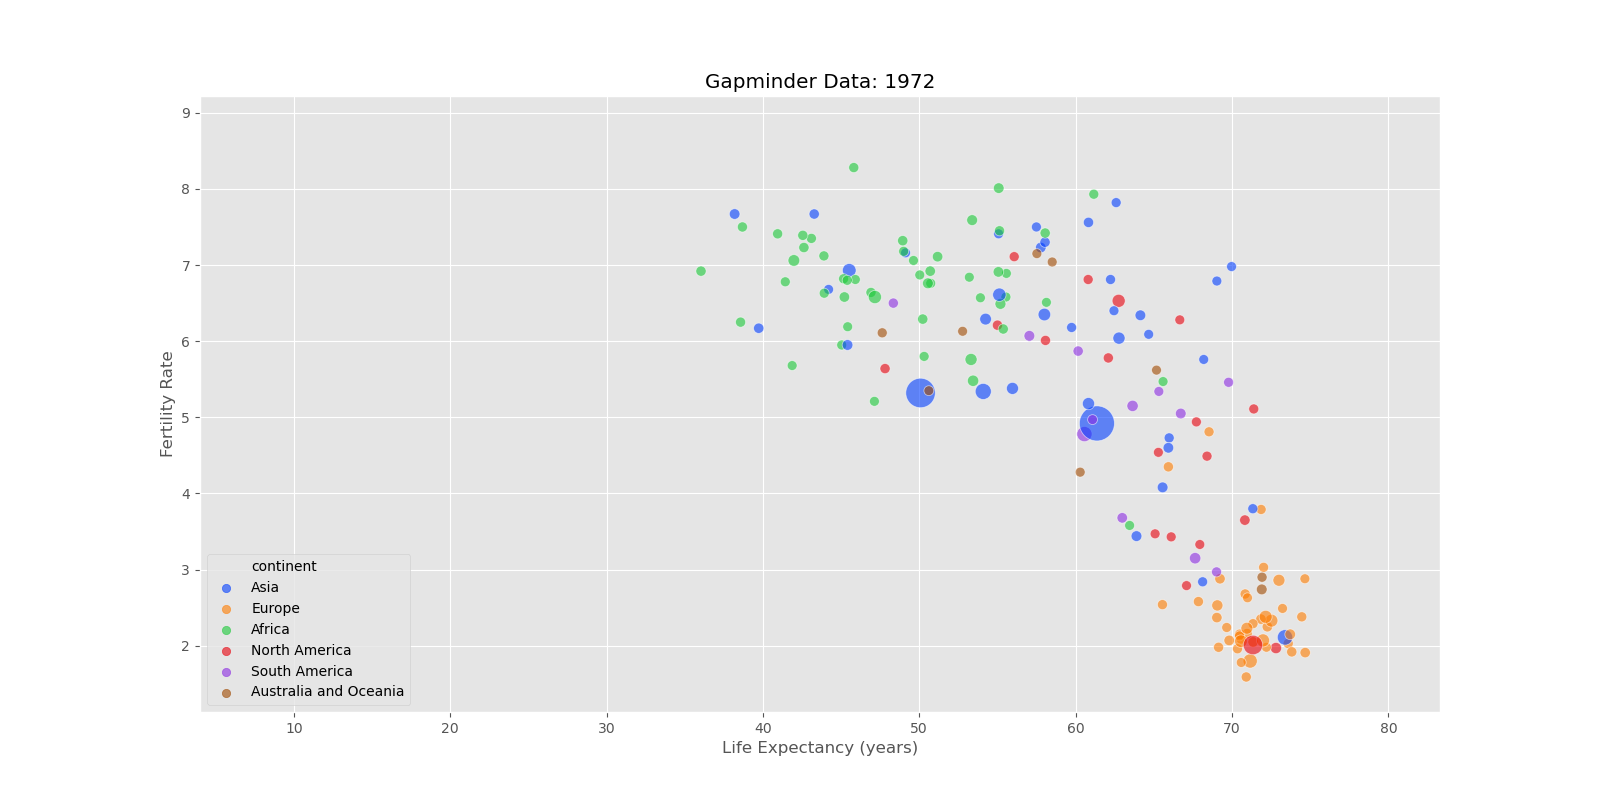 Gapminder Data: 1972
Fertility Rate
9
8
7
6
5
4
3
2
continent
Asia
Europe
Africa
North America
South America
Australia and Oceania
10 20 30 40 50 60 70 80
Life Expectancy (years)